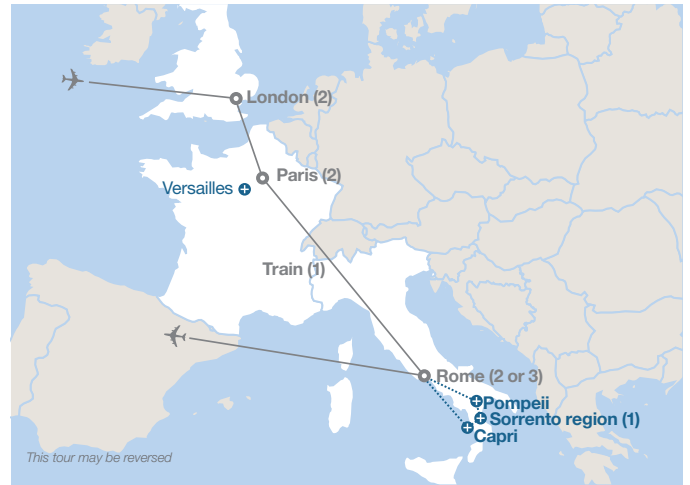 London (2)
Paris (2)
Versailles
Train (1)
Rome (2 or 3)
Pompeii
Sorrento region (1)
Capri
This tour may be reversed